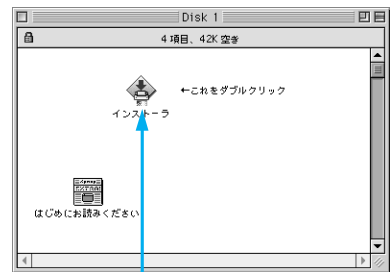 Disk 1
4 項目、42K 空き
←これをダブルクリック
インストーラ
はじめにお読みください